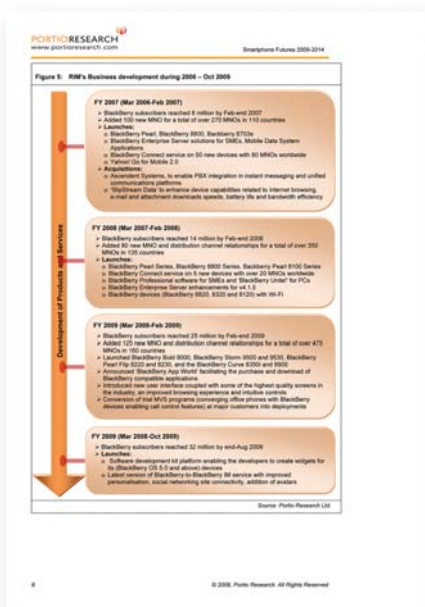 PORTIORESEARCH
www.portioresearch.com
Smartphone Futures 2009-2014
Figure 5: RIM's Business development during 2006 – Oct 2009
Development of Products and Services
FY 2007 (Mar 2006-Feb 2007)
➢ BlackBerry subscribers reached 8 million by Feb-end 2007
➢ Added 100 new MNO for a total of over 270 MNOs in 110 countries
➢ Launches:
o BlackBerry Pearl, BlackBerry 8800, Blackberry 8703e
o BlackBerry Enterprise Server solutions for SMEs, Mobile Data System
Applications
o BlackBerry Connect service on 50 new devices with 80 MNOs worldwide
o Yahoo! Go for Mobile 2.0
➢ Acquisitions:
o Ascendent Systems, to enable PBX integration in instant messaging and unified
communications platforms
o 'SlipStream Data' to enhance device capabilities related to internet browsing,
e-mail and attachment downloads speeds, battery life and bandwidth efficiency
FY 2008 (Mar 2007-Feb 2008)
➢ BlackBerry subscribers reached 14 million by Feb-end 2008
➢ Added 80 new MNO and distribution channel relationships for a total of over 350
MNOs in 135 countries
➢ Launches:
o BlackBerry Pearl Series, BlackBerry 8800 Series, Backberry Pearl 8100 Series
o BlackBerry Connect service on 5 new devices with over 20 MNOs worldwide
o BlackBerry Professional software for SMEs and 'BlackBerry Unite!' for PCs
o BlackBerry Enterprise Server enhancements for v4.1.5
o BlackBerry devices (BlackBerry 8820, 8320 and 8120) with Wi-Fi
FY 2009 (Mar 2008-Feb 2009)
➢ BlackBerry subscribers reached 25 million by Feb-end 2009
➢ Added 125 new MNO and distribution channel relationships for a total of over 475
MNOs in 160 countries
➢ Launched BlackBerry Bold 9000, BlackBerry Storm 9500 and 9530, BlackBerry
Pearl Flip 8220 and 8230, and the BlackBerry Curve 8350i and 8900
➢ Announced 'BlackBerry App World' facilitating the purchase and download of
BlackBerry compatible applications
➢ Introduced new user interface coupled with some of the highest quality screens in
the industry, an improved browsing experience and intuitive controls
➢ Conversion of trial MVS programs (converging office phones with BlackBerry
devices enabling call control features) at major customers into deployments
FY 2009 (Mar 2008-Oct 2009)
➢ BlackBerry subscribers reached 32 million by end-Aug 2009
➢ Launches:
o Software development kit platform enabling the developers to create widgets for
its (BlackBerry OS 5.0 and above) devices
o Latest version of BlackBerry-to-BlackBerry IM service with improved
personalisation, social networking site connectivity, addition of avatars
Source: Portio Research Ltd.
6
© 2009, Portio Research. All Rights Reserved